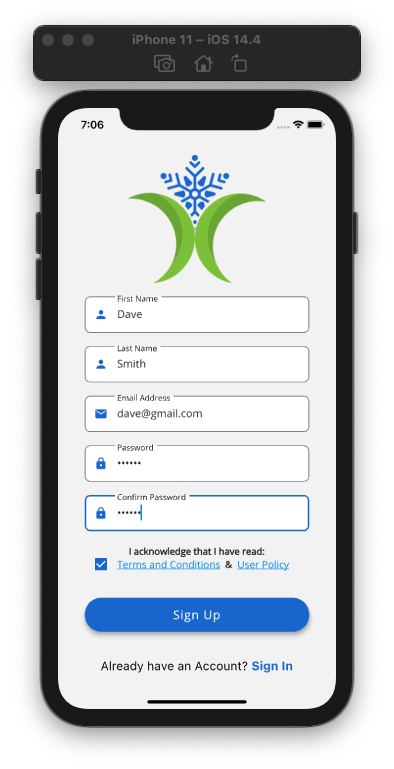 iPhone 11 – iOS 14.4
7:06
First Name
Dave
Last Name
Smith
Email Address
dave@gmail.com
Password
••••••
Confirm Password
••••••
I acknowledge that I have read:
Terms and Conditions & User Policy
Sign Up
Already have an Account? Sign In